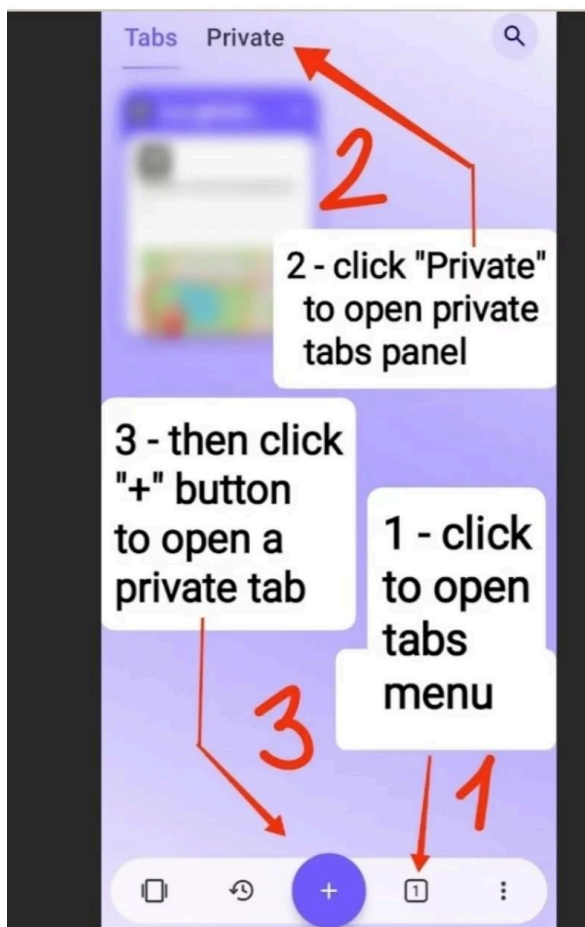 Tabs Private
2
2 - click "Private"
to open private
tabs panel
3 - then click
"+" button
to open a
private tab
1 - click
to open
tabs
menu
3
1
+
1